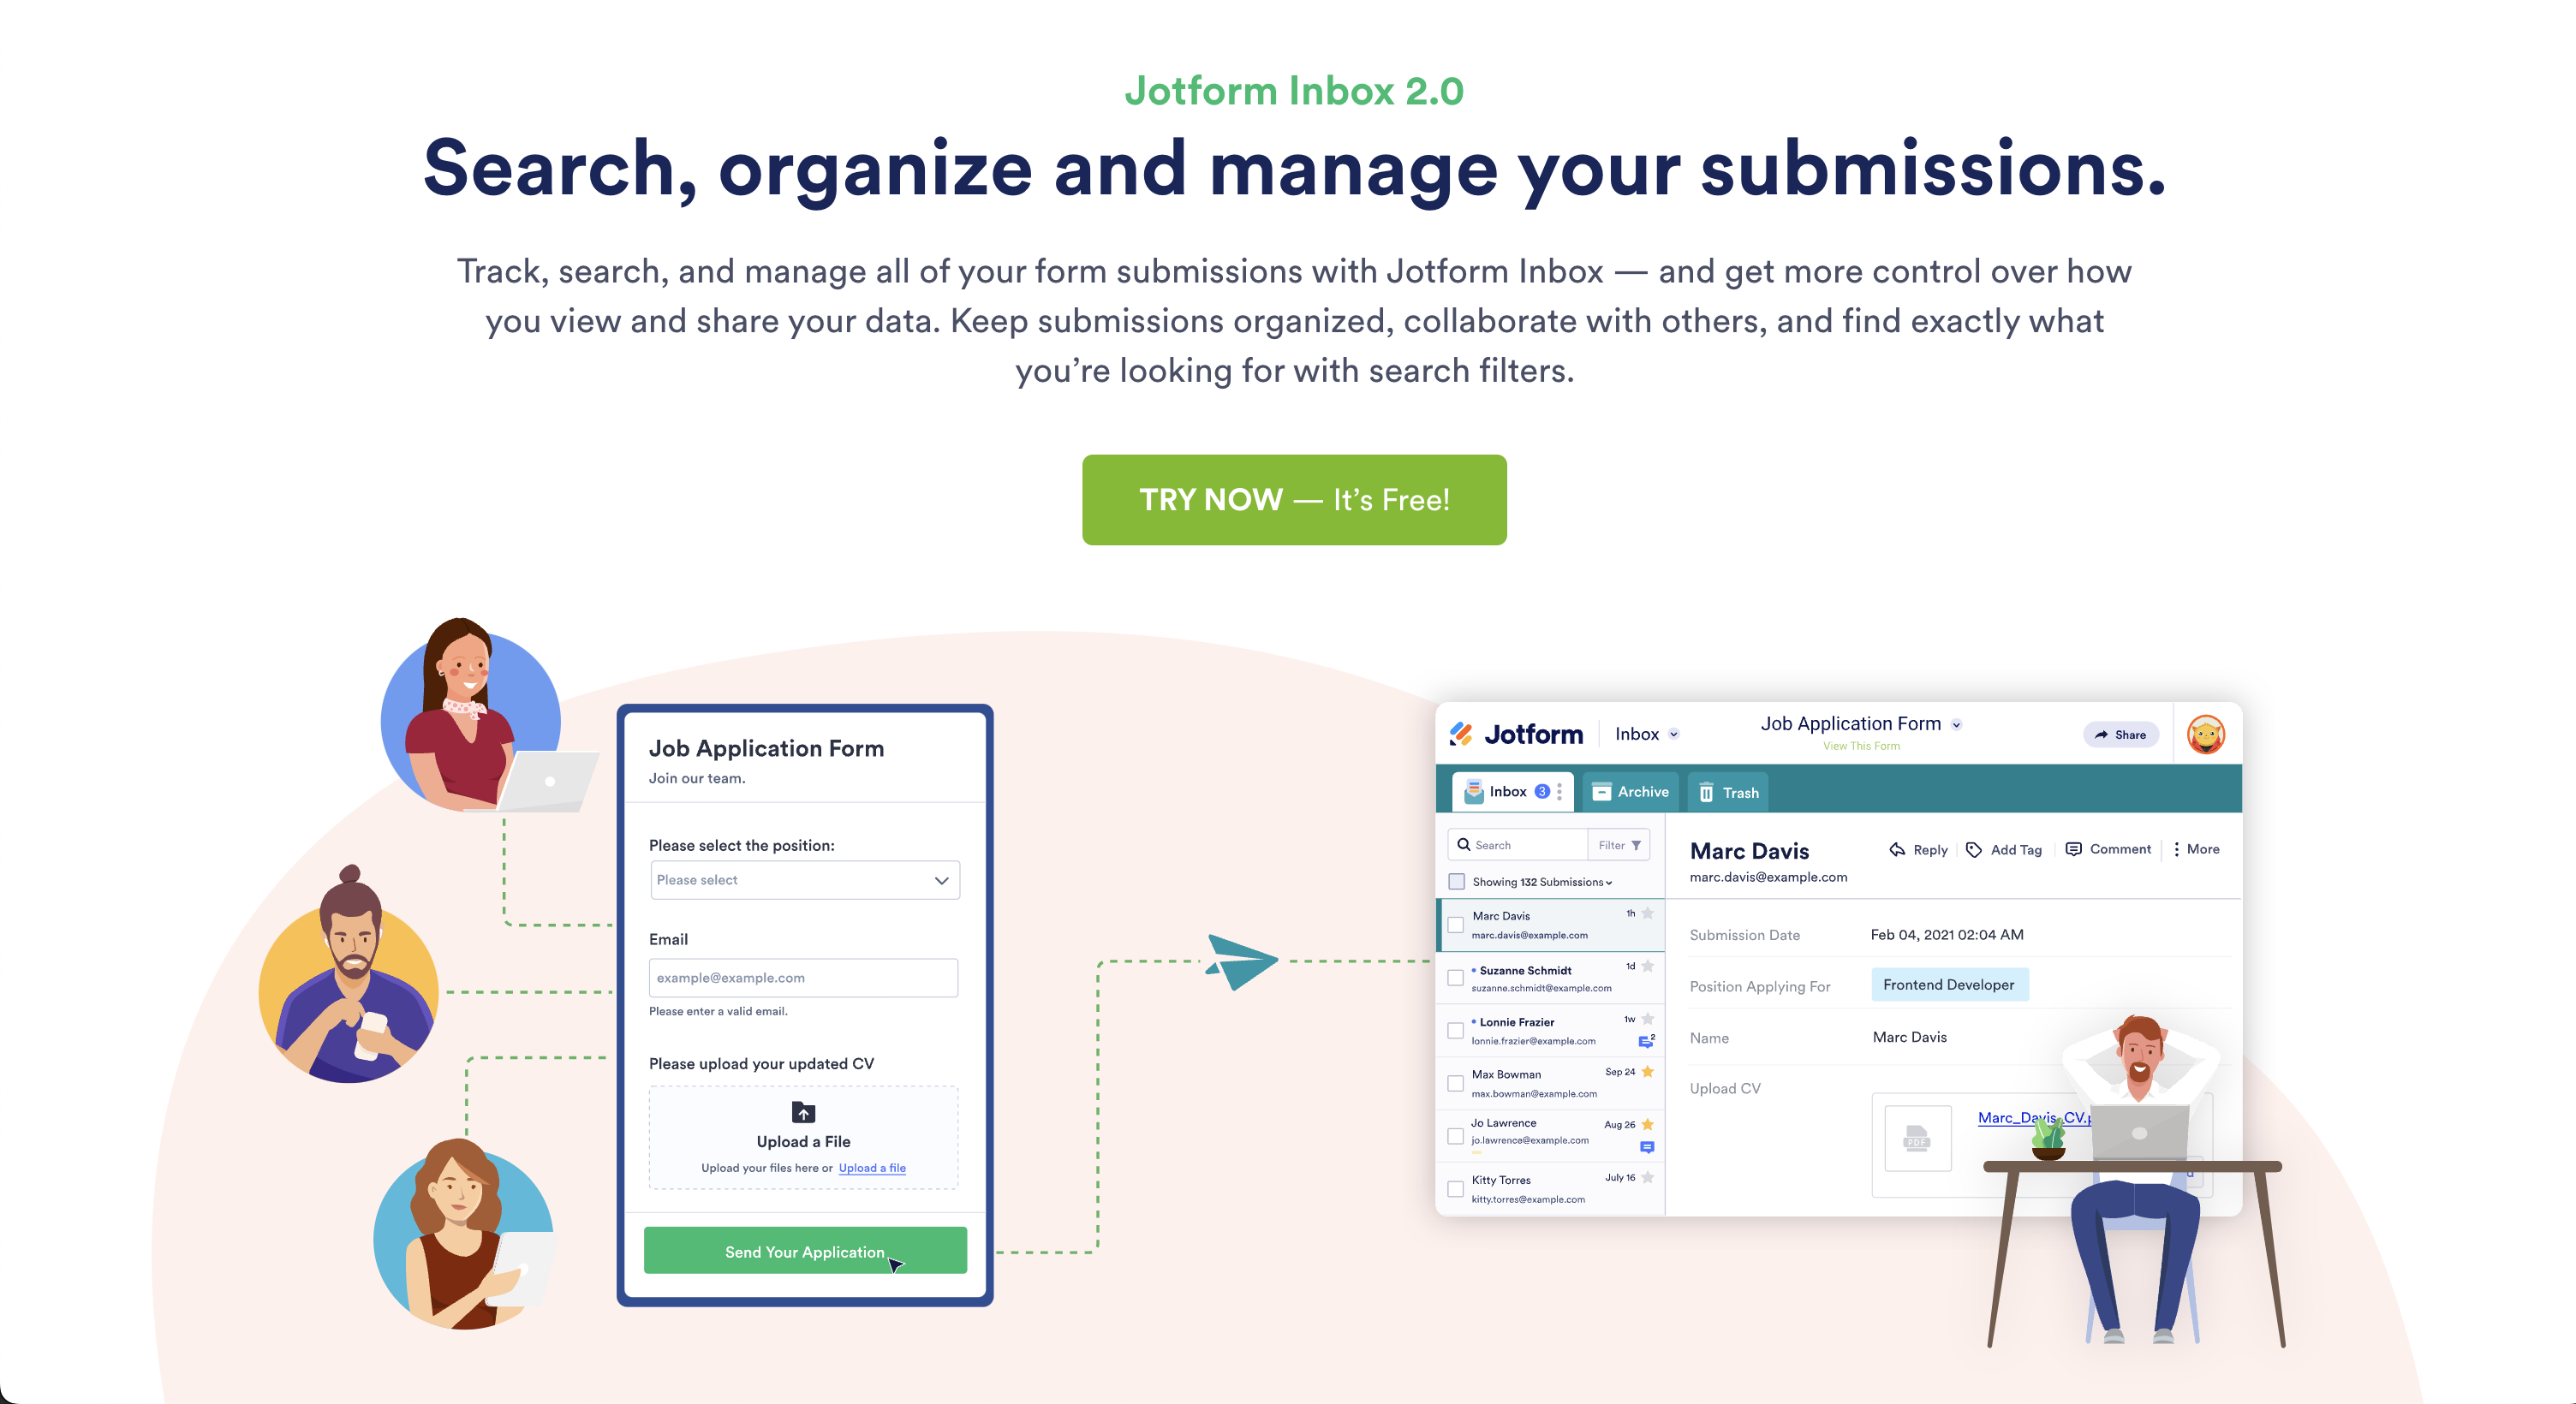 Jotform Inbox 2.0
Search, organize and manage your submissions.
Track, search, and manage all of your form submissions with Jotform Inbox — and get more control over how
you view and share your data. Keep submissions organized, collaborate with others, and find exactly what
you’re looking for with search filters.
TRY NOW — It’s Free!
Job Application Form
Join our team.
Please select the position:
Please select
Email
example@example.com
Please enter a valid email.
Please upload your updated CV
Upload a File
Upload your files here or Upload a file
Send Your Application
Jotform Inbox
Job Application Form
View This Form
Share
Inbox 3 Archive Trash
Search Filter
Showing 132 Submissions
Marc Davis 1h
marc.davis@example.com
Suzanne Schmidt 1d
suzanne.schmidt@example.com
Lonnie Frazier 1w
lonnie.frazier@example.com 2
Max Bowman Sep 24
max.bowman@example.com
Jo Lawrence Aug 26
jo.lawrence@example.com
Kitty Torres July 16
kitty.torres@example.com
Marc Davis
marc.davis@example.com
Reply Add Tag Comment More
Submission Date Feb 04, 2021 02:04 AM
Position Applying For Frontend Developer
Name Marc Davis
Upload CV
PDF
Marc_Davis_CV.